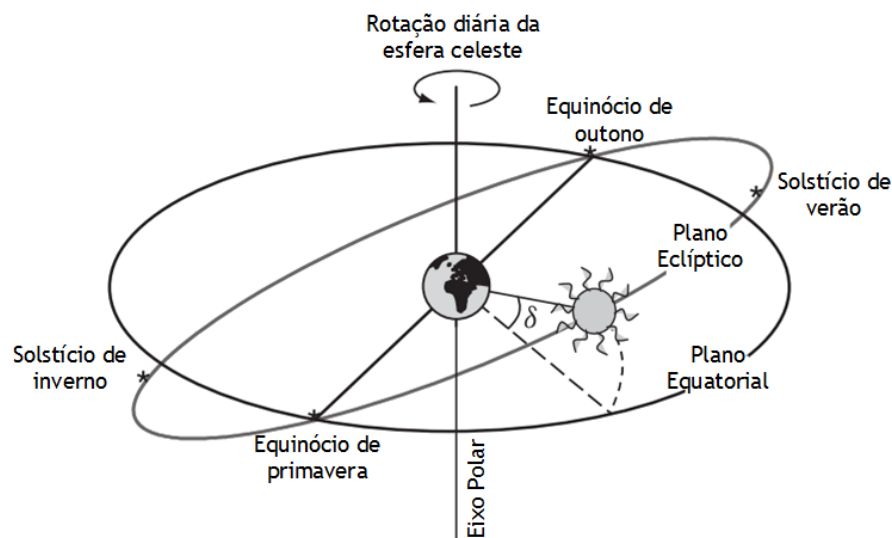 Rotação diária da
esfera celeste
Equinócio de
outono
Solstício de
verão
Plano
Eclíptico
δ
Solstício de
inverno
Plano
Equatorial
Equinócio de
primavera
Eixo Polar